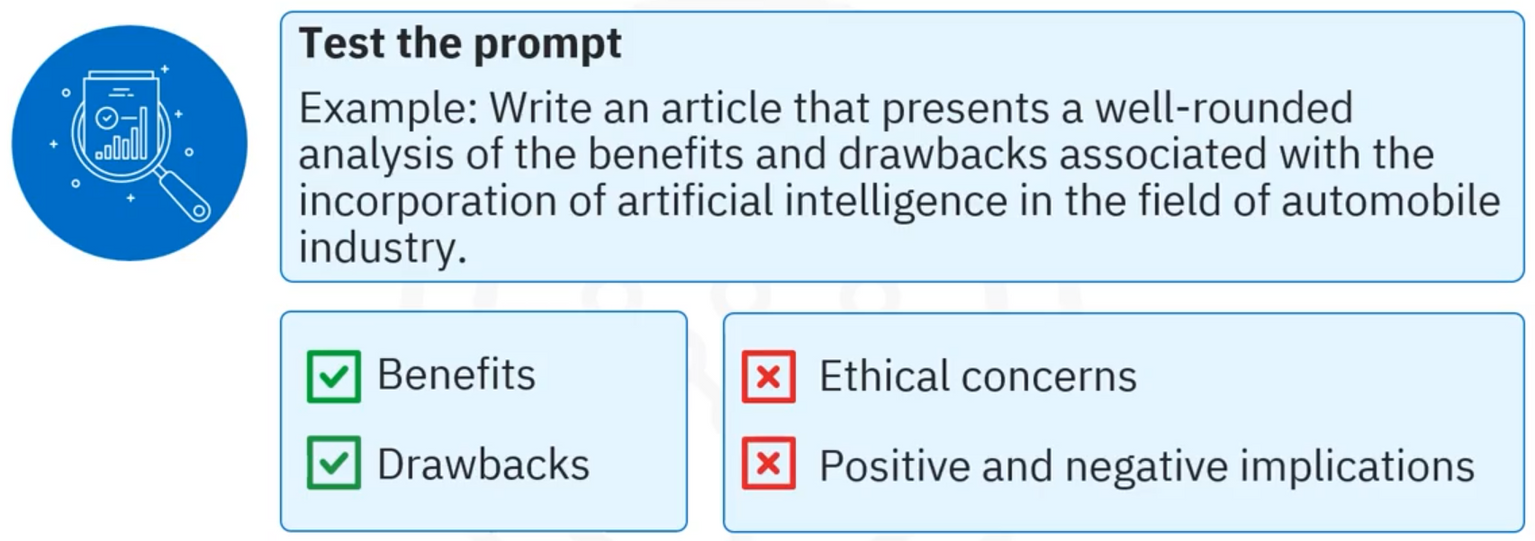 Test the prompt
Example: Write an article that presents a well-rounded
analysis of the benefits and drawbacks associated with the
incorporation of artificial intelligence in the field of automobile
industry.
Benefits
Drawbacks
Ethical concerns
Positive and negative implications